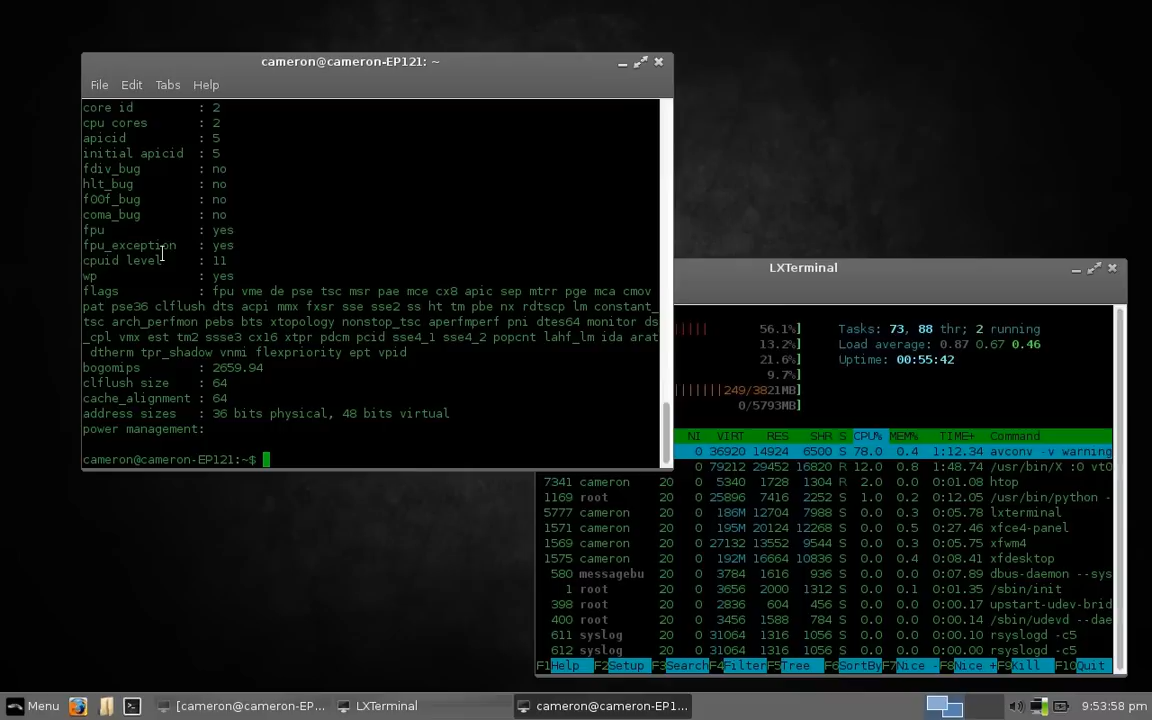 cameron@cameron-EP121: ~
File Edit Tabs Help
core id : 2
cpu cores : 2
apicid : 5
initial apicid : 5
fdiv_bug : no
hlt_bug : no
f00f_bug : no
coma_bug : no
fpu : yes
fpu_exception : yes
cpuid level : 11
wp : yes
flags : fpu vme de pse tsc msr pae mce cx8 apic sep mtrr pge mca cmov
pat pse36 clflush dts acpi mmx fxsr sse sse2 ss ht tm pbe nx rdtscp lm constant_
tsc arch_perfmon pebs bts xtopology nonstop_tsc aperfmperf pni dtes64 monitor ds
_cpl vmx est tm2 ssse3 cx16 xtpr pdcm pcid sse4_1 sse4_2 popcnt lahf_lm ida arat
dtherm tpr_shadow vnmi flexpriority ept vpid
bogomips : 2659.94
clflush size : 64
cache_alignment : 64
address sizes : 36 bits physical, 48 bits virtual
power management:
cameron@cameron-EP121:~$
LXTerminal
56.1%] Tasks: 73, 88 thr; 2 running
13.2%] Load average: 0.87 0.67 0.46
21.6%] Uptime: 00:55:42
9.7%]
249/3821MB]
0/5793MB]
NI VIRT RES SHR S CPU% MEM% TIME+ Command
0 36920 14924 6500 S 78.0 0.4 1:12.34 avconv -v warning
0 79212 29452 16820 R 12.0 0.8 1:48.74 /usr/bin/X :0 vt0
7341 cameron 20 0 5340 1728 1304 R 2.0 0.0 0:01.08 htop
1169 root 20 0 25896 7416 2252 S 1.0 0.2 0:12.05 /usr/bin/python -
5777 cameron 20 0 186M 12704 7988 S 0.0 0.3 0:05.78 lxterminal
1571 cameron 20 0 195M 20124 12268 S 0.0 0.5 0:27.46 xfce4-panel
1569 cameron 20 0 27132 13552 9544 S 0.0 0.3 0:05.75 xfwm4
1575 cameron 20 0 192M 16664 10836 S 0.0 0.4 0:08.41 xfdesktop
580 messagebu 20 0 3784 1616 936 S 0.0 0.0 0:07.89 dbus-daemon --sys
1 root 20 0 3656 2000 1312 S 0.0 0.1 0:01.35 /sbin/init
398 root 20 0 2836 604 456 S 0.0 0.0 0:00.17 upstart-udev-brid
400 root 20 0 3456 1588 784 S 0.0 0.0 0:00.14 /sbin/udevd --dae
611 syslog 20 0 31064 1316 1056 S 0.0 0.0 0:00.10 rsyslogd -c5
612 syslog 20 0 31064 1316 1056 S 0.0 0.0 0:00.00 rsyslogd -c5
F1Help F2Setup F3Search F4Filter F5Tree F6SortBy F7Nice - F8Nice + F9Kill F10Quit
Menu [cameron@cameron-EP... LXTerminal cameron@cameron-EP1... 9:53:58 pm